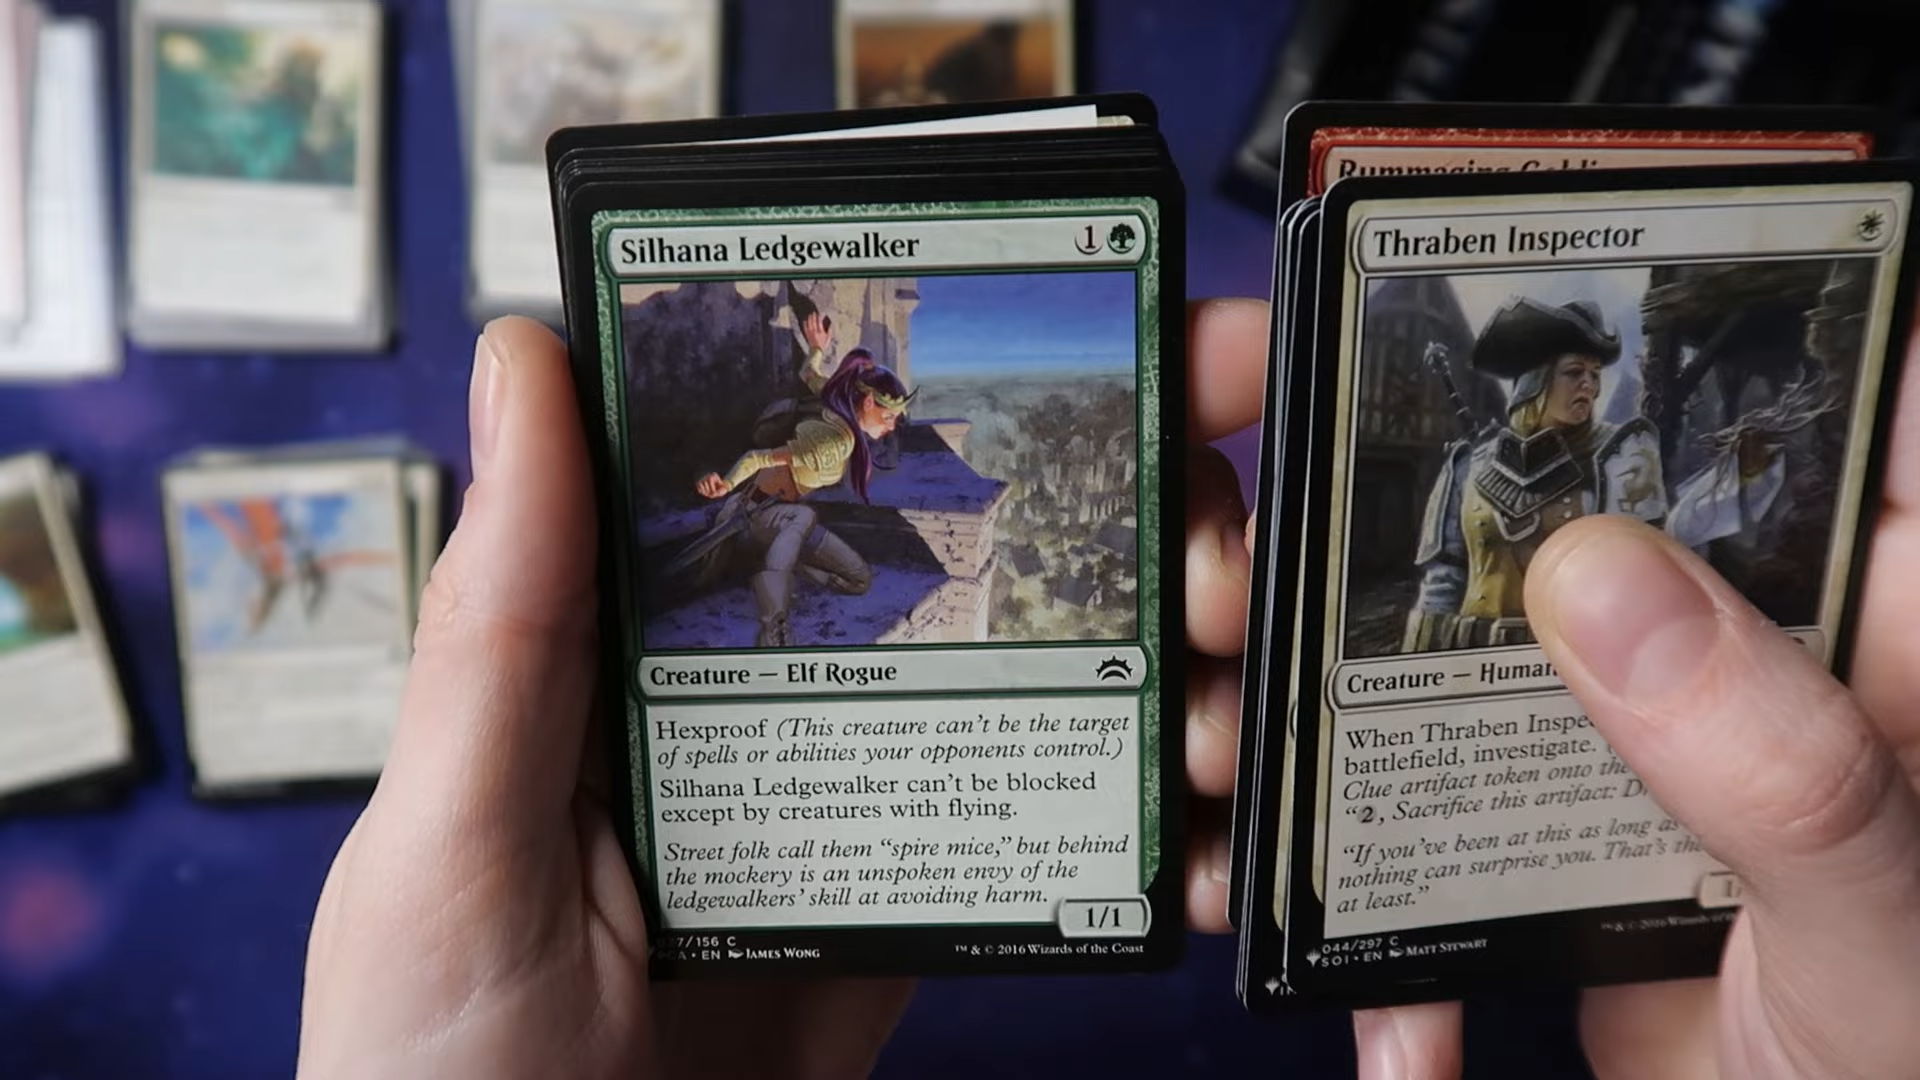 Silhana Ledgewalker
1
Creature — Elf Rogue
Hexproof (This creature can't be the target
of spells or abilities your opponents control.)
Silhana Ledgewalker can't be blocked
except by creatures with flying.
Street folk call them “spire mice,” but behind
the mockery is an unspoken envy of the
ledgewalkers' skill at avoiding harm.
1/1
7/156 C
EN JAMES WONG
™ & © 2016 Wizards of the Coast
Rummaging
Thraben Inspector
Creature — Human
When Thraben
battlefield, investigate.
Clue artifact token onto the
“2, Sacrifice this artifact:
“If you've been at this as long as
nothing can surprise you. That's
at least.”
044/297 C
SOI • EN MATT STEWART
™ & © 2016 Wizards